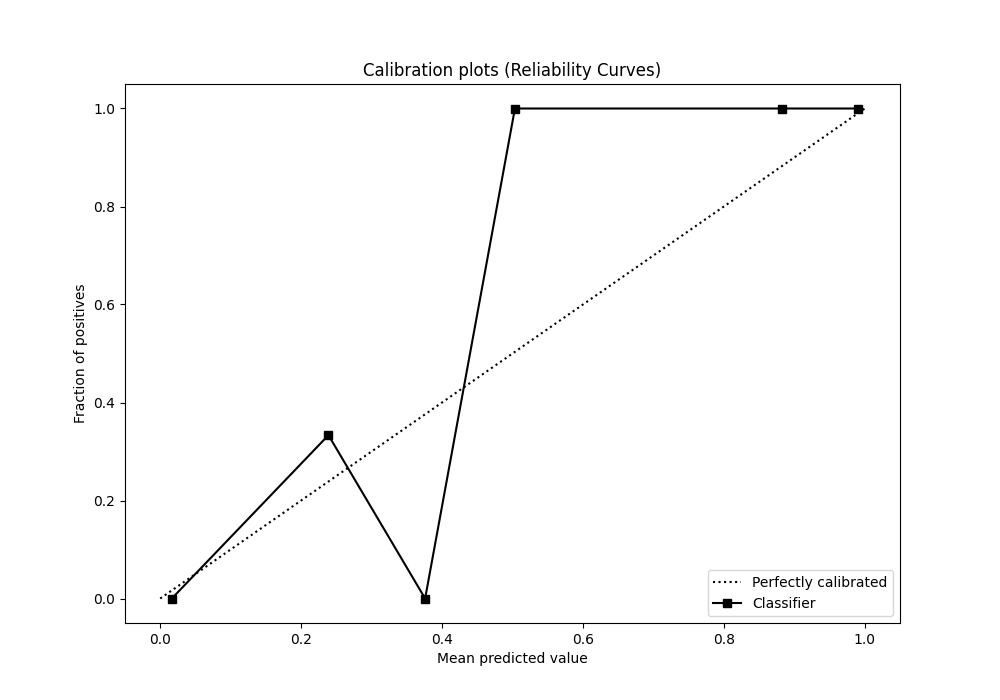 Calibration plots (Reliability Curves)
Fraction of positives
1.0
0.8
0.6
0.4
0.2
0.0
0.0 0.2 0.4 0.6 0.8 1.0
Mean predicted value
Perfectly calibrated
Classifier